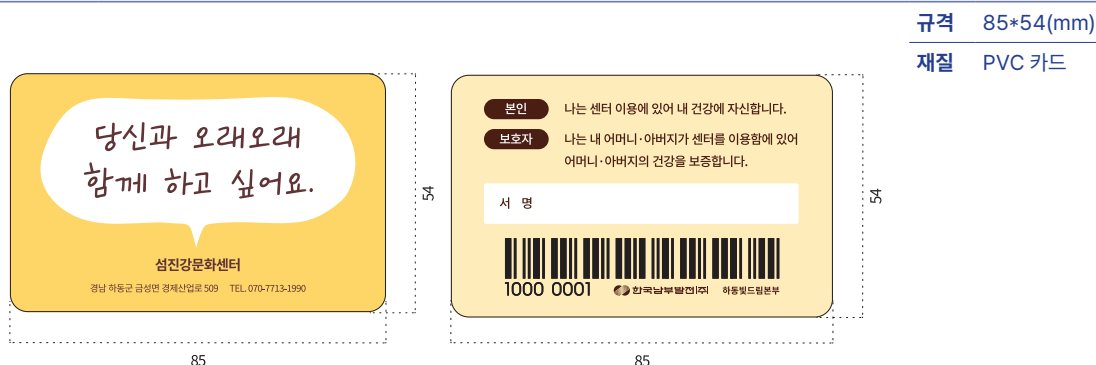 규격 85*54(mm)
재질 PVC 카드
당신과 오래오래
함께 하고 싶어요.
섬진강문화센터
경남 하동군 금성면 경제산업로 509 TEL. 070-7713-1990
54
85
본인 나는 센터 이용에 있어 내 건강에 자신합니다.
보호자 나는 내 어머니·아버지가 센터를 이용함에 있어
어머니·아버지의 건강을 보증합니다.
서 명
1000 0001 한국남부발전(주) 하동빛드림본부
54
85